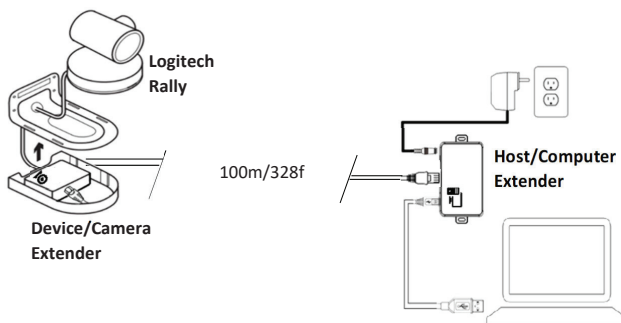 Logitech
Rally
100m/328f
Host/Computer
Extender
Device/Camera
Extender